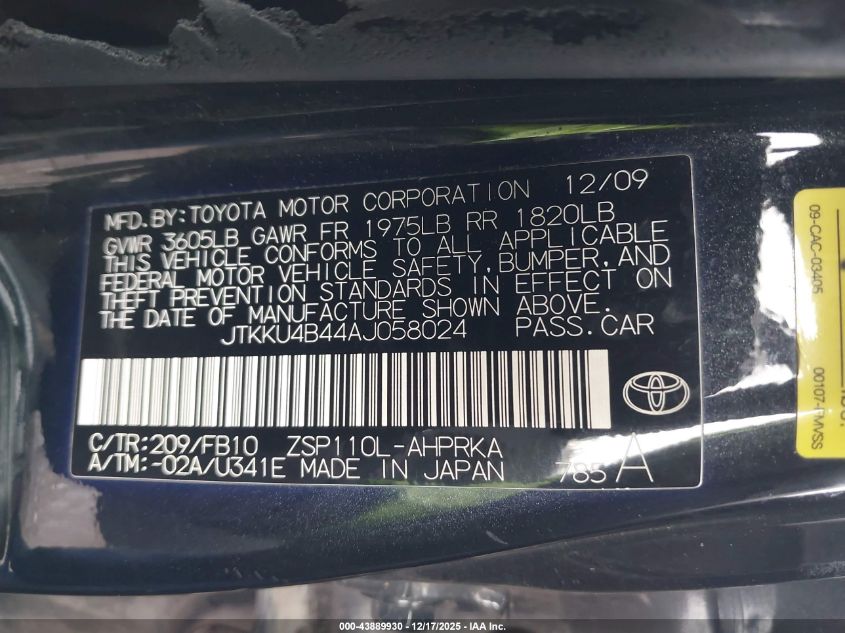 MFD.BY:TOYOTA MOTOR CORPORATION 12/09
GVWR 3605LB GAWR FR 1975LB RR 1820LB
THIS VEHICLE CONFORMS TO ALL APPLICABLE
FEDERAL MOTOR VEHICLE SAFETY,BUMPER,AND
THEFT PREVENTION STANDARDS IN EFFECT ON
THE DATE OF MANUFACTURE SHOWN ABOVE.
JTKKU4B44AJ058024 PASS.CAR
C/TR:209/FB10 ZSP110L-AHPRKA
A/TM:-02A/U341E MADE IN JAPAN 785 A
09-CAC-03405
000-43889930 - 12/17/2025 - IAA Inc.